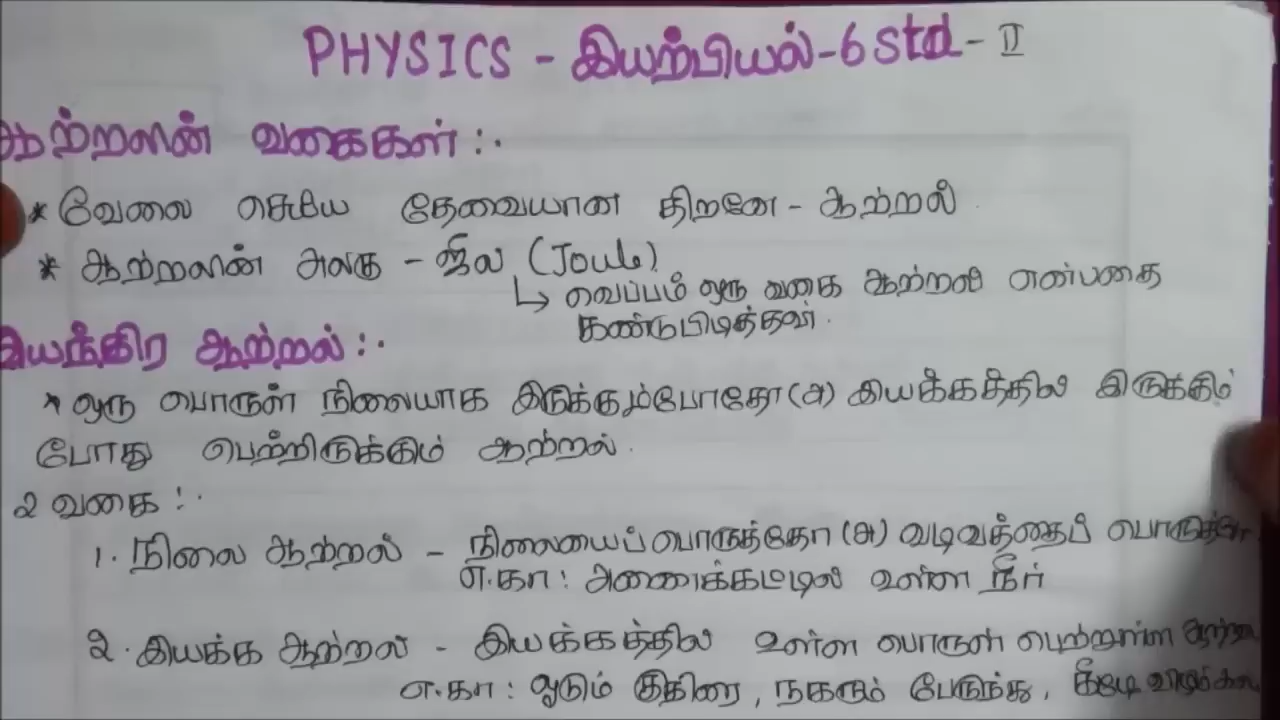 PHYSICS - இயற்பியல் - 6 Std - II
ஆற்றலின் வகைகள் :.
* வேலை செய்ய தேவையான திறனே - ஆற்றல்
* ஆற்றலின் அலகு - ஜூல் (Joule)
↳ வெப்பம் ஒரு வகை ஆற்றல் என்பதை
கண்டுபிடித்தவர்.
இயந்திர ஆற்றல் :.
* ஒரு பொருள் நிலையாக இருக்கும்போதோ (அ) இயக்கத்தில் இருக்கும்
போது பெற்றிருக்கும் ஆற்றல்.
2 வகை :.
1. நிலை ஆற்றல் - நிலையைப்பொருத்தோ (அ) வடிவத்தைப்
எ.கா : அணைக்கட்டில் உள்ள நீர்
2. இயக்க ஆற்றல் - இயக்கத்தில் உள்ள பொருள் பெற்றுள்ள
எ.கா : ஓடும் குதிரை, நகரும் பேருந்து,